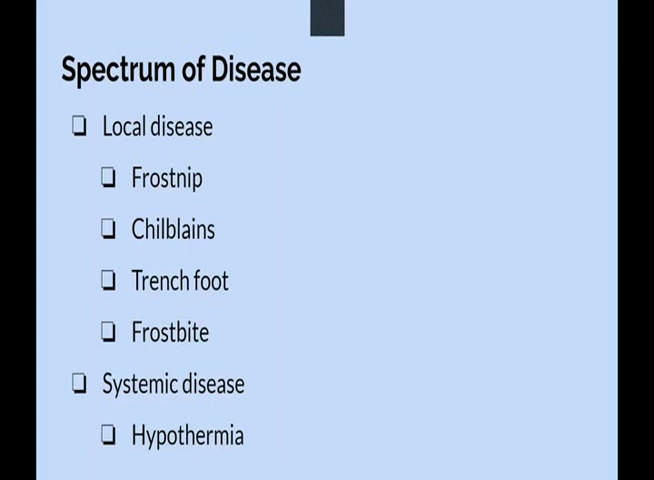 Spectrum of Disease
❏ Local disease
❏ Frostnip
❏ Chilblains
❏ Trench foot
❏ Frostbite
❏ Systemic disease
❏ Hypothermia